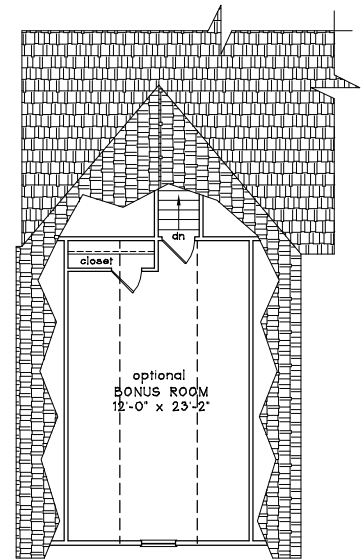 dn
closet
optional
BONUS ROOM
12'-0" x 23'-2"